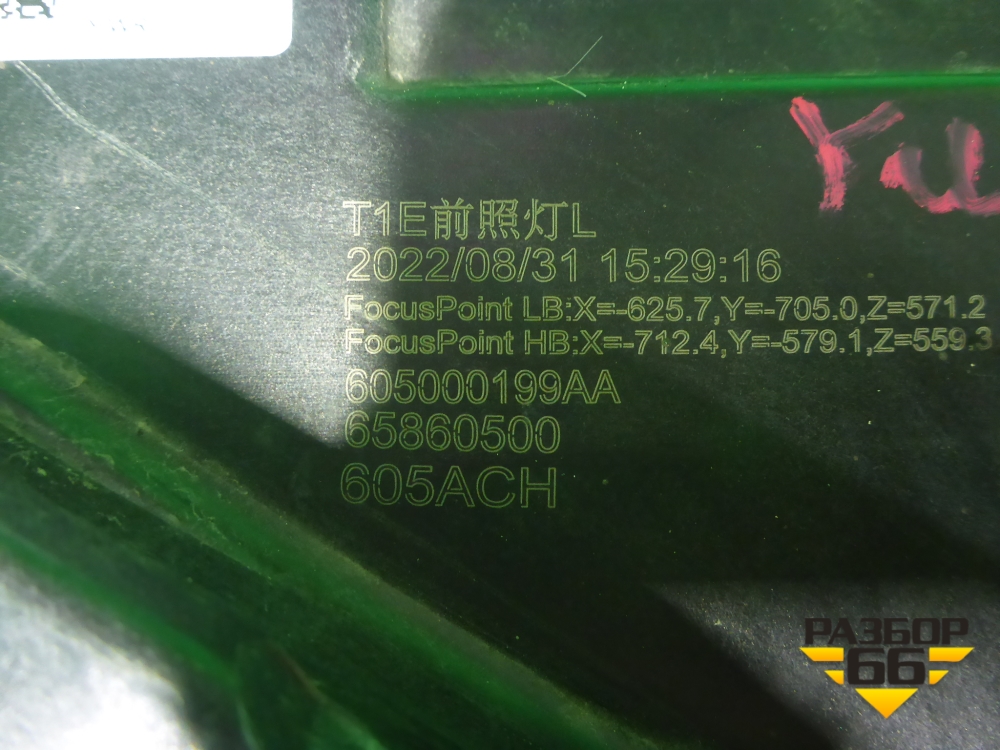 T1E前照灯L
2022/08/31 15:29:16
FocusPoint LB:X=-625.7,Y=-705.0,Z=571.2
FocusPoint HB:X=-712.4,Y=-579.1,Z=559.3
605000199AA
65860500
605ACH
РАЗБОР
66